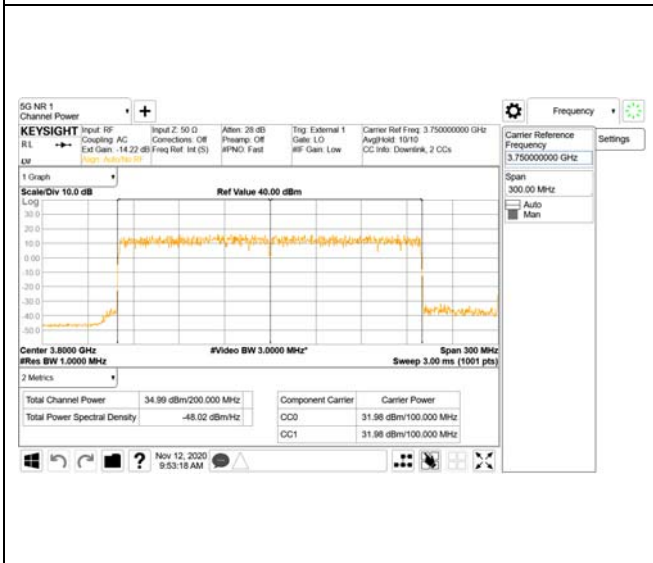 5G NR 1
Channel Power
+
Frequency
KEYSIGHT
RL
Input: RF
Coupling: AC
Ext Gain: -14.22 dB
Align: Auto/No RF
Input Z: 50 Ω
Corrections: Off
Freq Ref: Int (S)
Atten: 28 dB
Preamp: Off
#PNO: Fast
Trig: External 1
Gate: LO
#IF Gain: Low
Carrier Ref Freq: 3.750000000 GHz
Avg|Hold: 10/10
CC Info: Downlink, 2 CCs
Carrier Reference
Frequency
3.750000000 GHz
Settings
Span
300.00 MHz
Auto
Man
1 Graph
Scale/Div 10.0 dB
Ref Value 40.00 dBm
Log
30.0
20.0
10.0
0.00
-10.0
-20.0
-30.0
-40.0
-50.0
Center 3.8000 GHz
#Video BW 3.0000 MHz*
Span 300 MHz
#Res BW 1.0000 MHz
Sweep 3.00 ms (1001 pts)
2 Metrics
Total Channel Power 34.99 dBm/200.000 MHz
Total Power Spectral Density -48.02 dBm/Hz
Component Carrier Carrier Power
CC0 31.98 dBm/100.000 MHz
CC1 31.98 dBm/100.000 MHz
?
Nov 12, 2020
9:53:18 AM